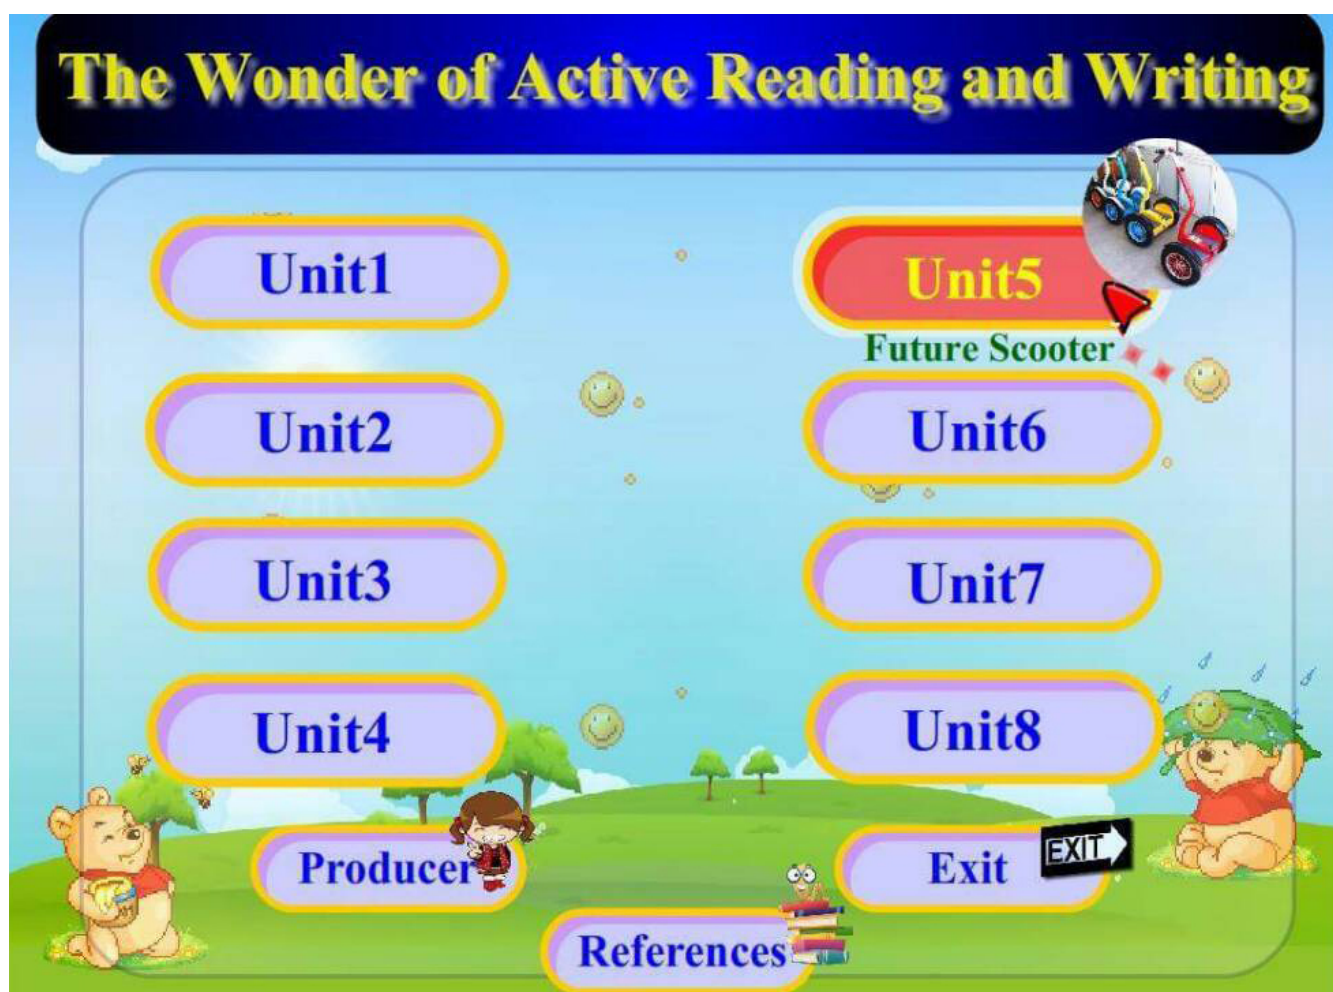 The Wonder of Active Reading and Writing
Unit1
Unit5
Future Scooter
Unit2
Unit6
Unit3
Unit7
Unit4
Unit8
Producer
Exit
EXIT
References